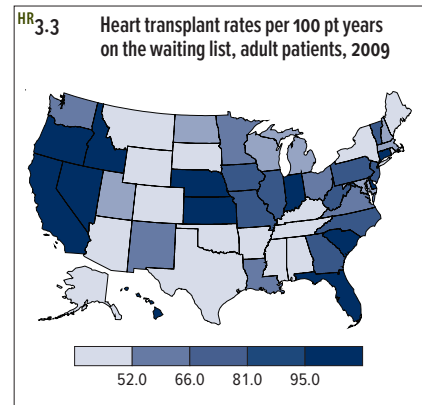 HR3.3 Heart transplant rates per 100 pt years
on the waiting list, adult patients, 2009
52.0 66.0 81.0 95.0